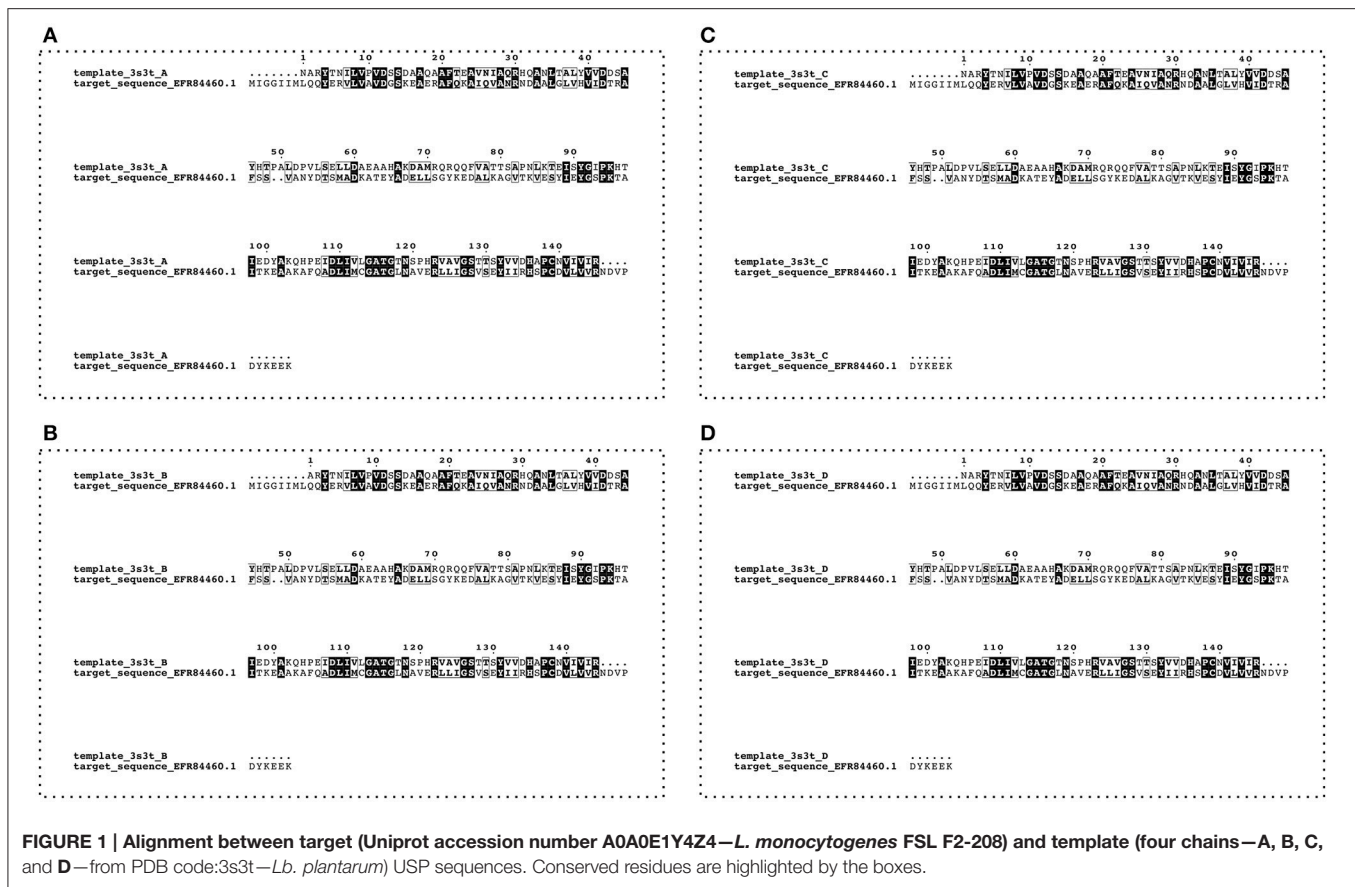 A
1 10 20 30 40
template_3s3t_A .......NARYTNILVPVDSSDAAQAAFTEAVNIAQRHQANLTALYVVDDSA
target_sequence_EFR84460.1 MIGGIIMLQQYERVLVAVDGSKEAERAFQKAIQVANRNDAALGLVHVIDTRA
50 60 70 80 90
template_3s3t_A YHTPALDPVLSELLDAEAAHAKDAMRQRQQFVATTSAPNLKTEISYGIPKHT
target_sequence_EFR84460.1 FSS..VANYDTSMADKATEYADELLSGYKEDALKAGVTKVESYIEYGSPKTA
100 110 120 130 140
template_3s3t_A IEDYAKQHPEIDLIVLGATGTNSPHRVAVGSTTSYVVDHAPCNVIVIR....
target_sequence_EFR84460.1 ITKEAAKAFQADLIMCGATGLNAVERLLIGSVSEYIIRHSPCDVLVVRNDVP
template_3s3t_A ......
target_sequence_EFR84460.1 DYKEEK
B
1 10 20 30 40
template_3s3t_B ........ARYTNILVPVDSSDAAQAAFTEAVNIAQRHQANLTALYVVDDSA
target_sequence_EFR84460.1 MIGGIIMLQQYERVLVAVDGSKEAERAFQKAIQVANRNDAALGLVHVIDTRA
50 60 70 80 90
template_3s3t_B YHTPALDPVLSELLDAEAAHAKDAMRQRQQFVATTSAPNLKTEISYGIPKHT
target_sequence_EFR84460.1 FSS..VANYDTSMADKATEYADELLSGYKEDALKAGVTKVESYIEYGSPKTA
100 110 120 130 140
template_3s3t_B IEDYAKQHPEIDLIVLGATGTNSPHRVAVGSTTSYVVDHAPCNVIVIR....
target_sequence_EFR84460.1 ITKEAAKAFQADLIMCGATGLNAVERLLIGSVSEYIIRHSPCDVLVVRNDVP
template_3s3t_B ......
target_sequence_EFR84460.1 DYKEEK
C
1 10 20 30 40
template_3s3t_C .......NARYTNILVPVDSSDAAQAAFTEAVNIAQRHQANLTALYVVDDSA
target_sequence_EFR84460.1 MIGGIIMLQQYERVLVAVDGSKEAERAFQKAIQVANRNDAALGLVHVIDTRA
50 60 70 80 90
template_3s3t_C YHTPALDPVLSELLDAEAAHAKDAMRQRQQFVATTSAPNLKTEISYGIPKHT
target_sequence_EFR84460.1 FSS..VANYDTSMADKATEYADELLSGYKEDALKAGVTKVESYIEYGSPKTA
100 110 120 130 140
template_3s3t_C IEDYAKQHPEIDLIVLGATGTNSPHRVAVGSTTSYVVDHAPCNVIVIR....
target_sequence_EFR84460.1 ITKEAAKAFQADLIMCGATGLNAVERLLIGSVSEYIIRHSPCDVLVVRNDVP
template_3s3t_C ......
target_sequence_EFR84460.1 DYKEEK
D
1 10 20 30 40
template_3s3t_D .......NARYTNILVPVDSSDAAQAAFTEAVNIAQRHQANLTALYVVDDSA
target_sequence_EFR84460.1 MIGGIIMLQQYERVLVAVDGSKEAERAFQKAIQVANRNDAALGLVHVIDTRA
50 60 70 80 90
template_3s3t_D YHTPALDPVLSELLDAEAAHAKDAMRQRQQFVATTSAPNLKTEISYGIPKHT
target_sequence_EFR84460.1 FSS..VANYDTSMADKATEYADELLSGYKEDALKAGVTKVESYIEYGSPKTA
100 110 120 130 140
template_3s3t_D IEDYAKQHPEIDLIVLGATGTNSPHRVAVGSTTSYVVDHAPCNVIVIR....
target_sequence_EFR84460.1 ITKEAAKAFQADLIMCGATGLNAVERLLIGSVSEYIIRHSPCDVLVVRNDVP
template_3s3t_D ......
target_sequence_EFR84460.1 DYKEEK
FIGURE 1 | Alignment between target (Uniprot accession number A0A0E1Y4Z4—L. monocytogenes FSL F2-208) and template (four chains—A, B, C,
and D—from PDB code:3s3t—Lb. plantarum) USP sequences. Conserved residues are highlighted by the boxes.